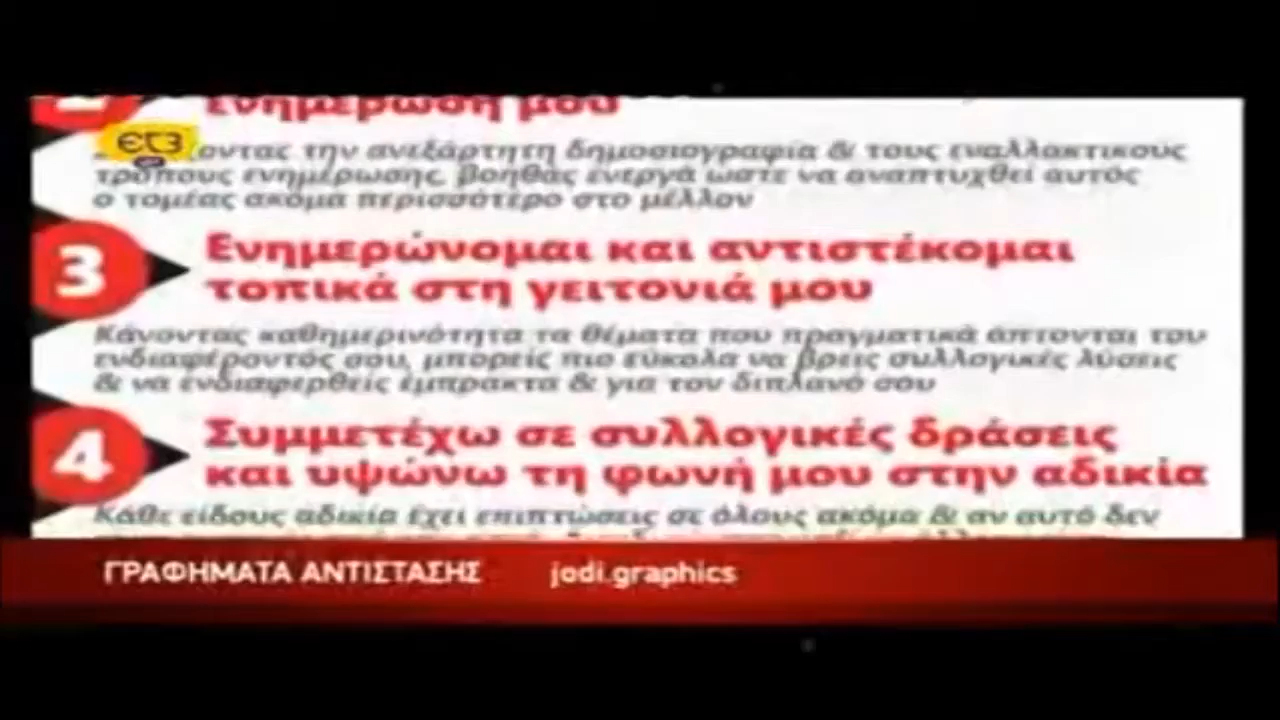 2
ενημέρωσή μου
ετ3
την ανεξάρτητη δημοσιογραφία & τους εναλλακτικους
τρόπους ενημέρωσης, βοηθάς ενεργά ώστε να αναπτυχθεί αυτός
ο τομέας ακόμα περισσότερο στο μέλλον
3
Ενημερώνομαι και αντιστέκομαι
τοπικά στη γειτονιά μου
Κάνοντας καθημερινότητα τα θέματα που πραγματικά άπτονται του
ενδιαφέροντός σου, μπορείς πιο εύκολα να βρεις συλλογικές λύσεις
& να ενδιαφερθείς έμπρακτα & για τον διπλανό σου
4
Συμμετέχω σε συλλογικές δράσεις
και υψώνω τη φωνή μου στην αδικία
Κάθε είδους αδικία έχει επιπτώσεις σε όλους ακόμα & αν αυτό δεν
ΓΡΑΦΗΜΑΤΑ ΑΝΤΙΣΤΑΣΗΣ jodi.graphics